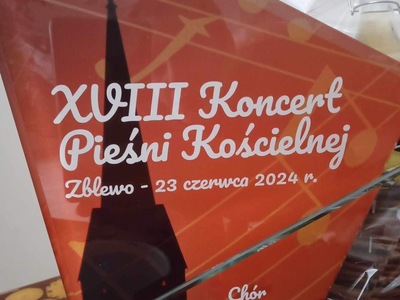 XVIII Koncert
Pieśni Kościelnej
Zblewo - 23 czerwca 2024 r.
Chór